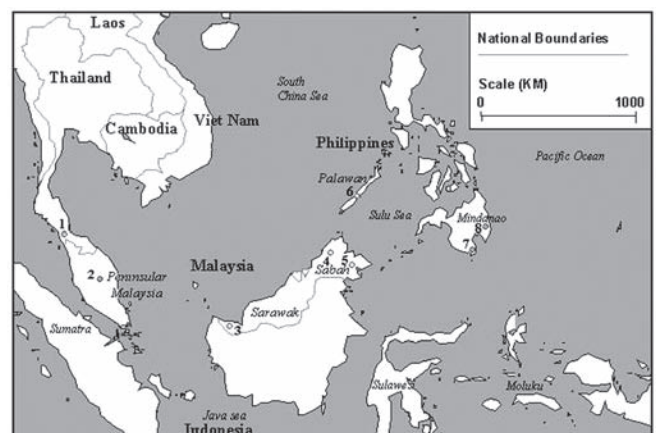 Laos
National Boundaries
Thailand
South
China Sea
Scale (KM)
0
1000
Cambodia
Viet Nam
Philippines
Pacific Ocean
Palawan
6
Sulu Sea
Mindanao
8
7
1
2
Peninsular
Malaysia
Malaysia
4
5
Sabah
Sarawak
3
Sumatra
Sulawesi
Moluku
Java sea
Indonesia